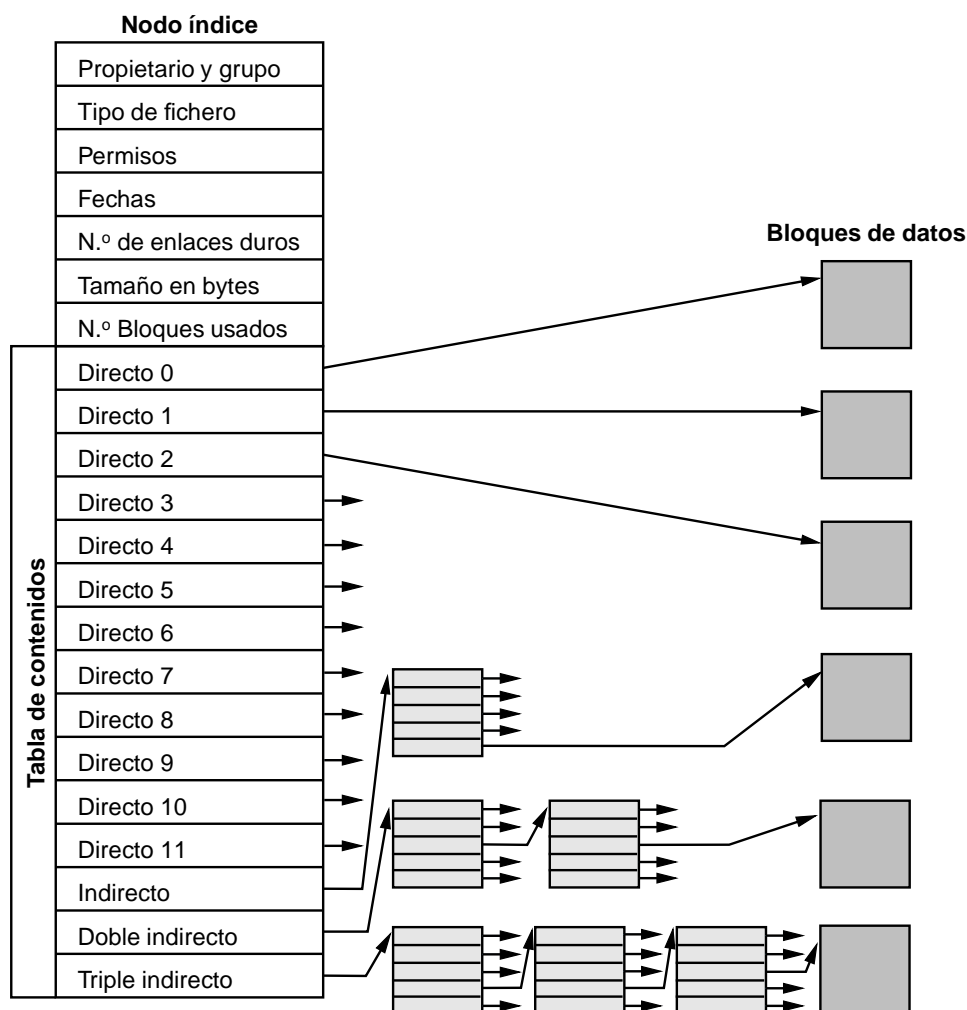 Nodo índice
Propietario y grupo
Tipo de fichero
Permisos
Fechas
N.º de enlaces duros
Tamaño en bytes
N.º Bloques usados
Bloques de datos
Tabla de contenidos
Directo 0
Directo 1
Directo 2
Directo 3
Directo 4
Directo 5
Directo 6
Directo 7
Directo 8
Directo 9
Directo 10
Directo 11
Indirecto
Doble indirecto
Triple indirecto